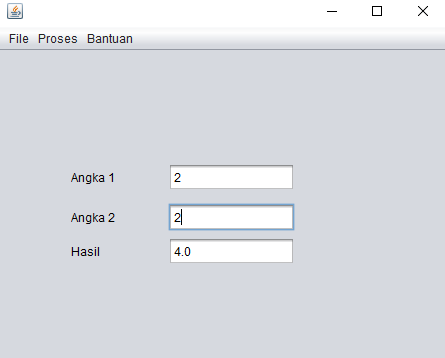 File Proses Bantuan
Angka 1 2
Angka 2 2
Hasil 4.0